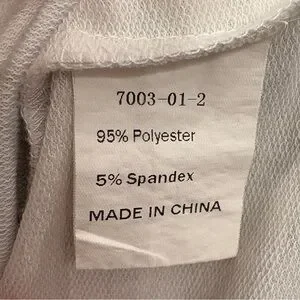 7003-01-2
95% Polyester
5% Spandex
MADE IN CHINA